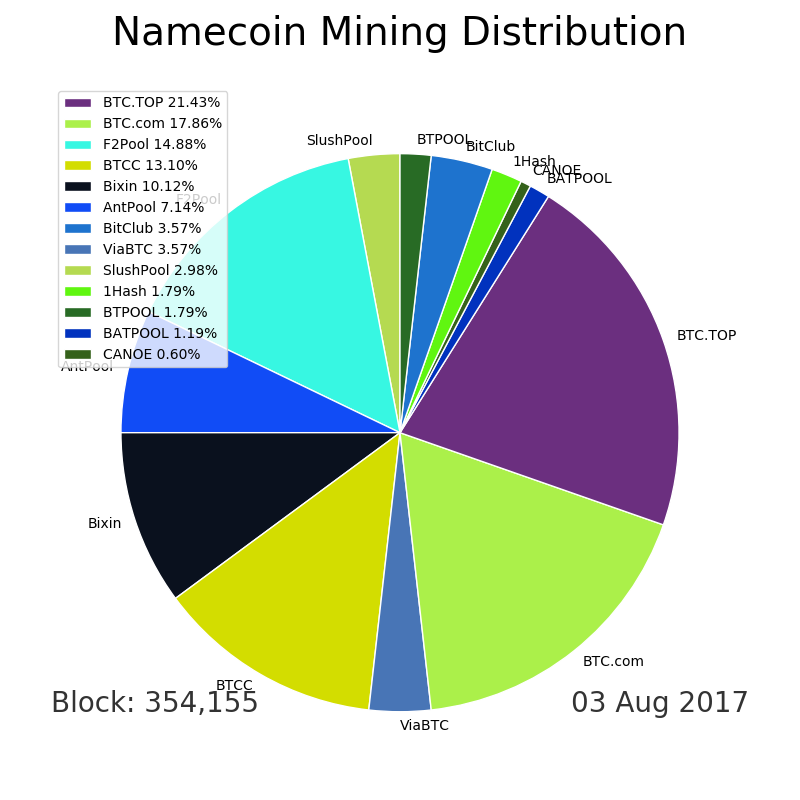 Namecoin Mining Distribution
BTC.TOP 21.43%
BTC.com 17.86%
F2Pool 14.88%
BTCC 13.10%
Bixin 10.12%
AntPool 7.14%
BitClub 3.57%
ViaBTC 3.57%
SlushPool 2.98%
1Hash 1.79%
BTPOOL 1.79%
BATPOOL 1.19%
CANOE 0.60%
SlushPool
BTPOOL
BitClub
1Hash
CANOE
BATPOOL
F2Pool
BTC.TOP
AntPool
Bixin
BTC.com
BTCC
ViaBTC
Block: 354,155
03 Aug 2017